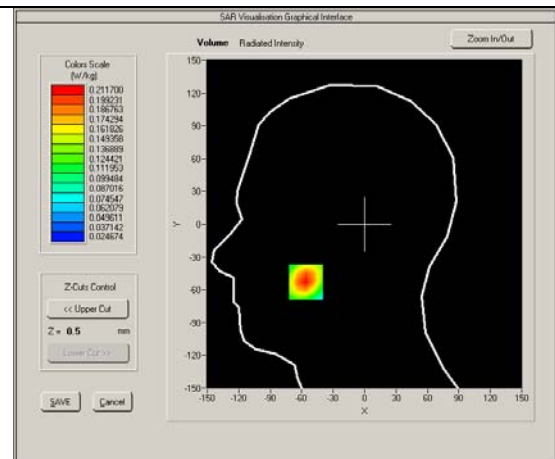 SAR Visualisation Graphical Interface
Volume Radiated Intensity
Zoom In/Out
Colors Scale
(W/kg)
0.211700
0.199231
0.186763
0.174294
0.161826
0.149358
0.136889
0.124421
0.111953
0.099484
0.087016
0.074547
0.062079
0.049611
0.037142
0.024674
Z-Cuts Control
<< Upper Cut
Z = 0.5 mm
Lower Cut >>
SAVE Cancel
150
120
90
60
30
0
-30
-60
-90
-120
-150
Y
-150 -120 -90 -60 -30 0 30 60 90 120 150
X